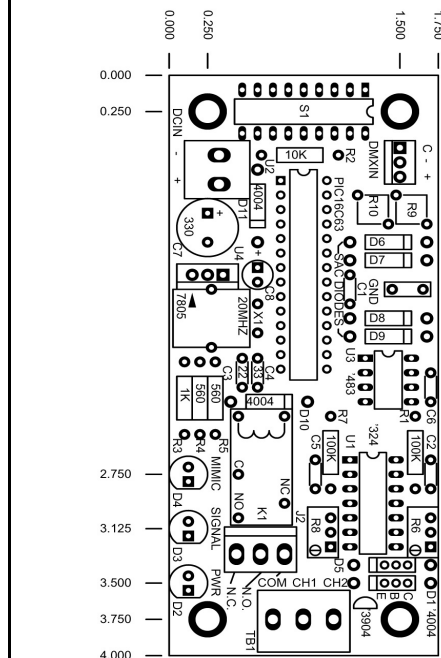 0.000
0.250
1.500
1.750
0.000
0.250
2.750
3.125
3.500
3.750
4.000
S1
DCIN
- +
U2
10K
R2
DMXIN
C - +
4004
D11
PIC16C63
R10
R9
330
+
C7
U4
+
C8
SAC DIODES
D6
D7
C1
GND
D8
D9
7805
20MHZ
X1
U3
'483
C3
22
33
C4
1K
560
560
4004
D10
R7
R1
C6
R3
R4
R5
'324
C5
100K
U1
100K
C2
MIMIC
D4
C
NO
NC
K1
J2
R8
R6
SIGNAL
D3
D5
PWR
D2
N.C.
N.O.
COM CH1 CH2
TB1
3904
E
B
C
D1 '4004